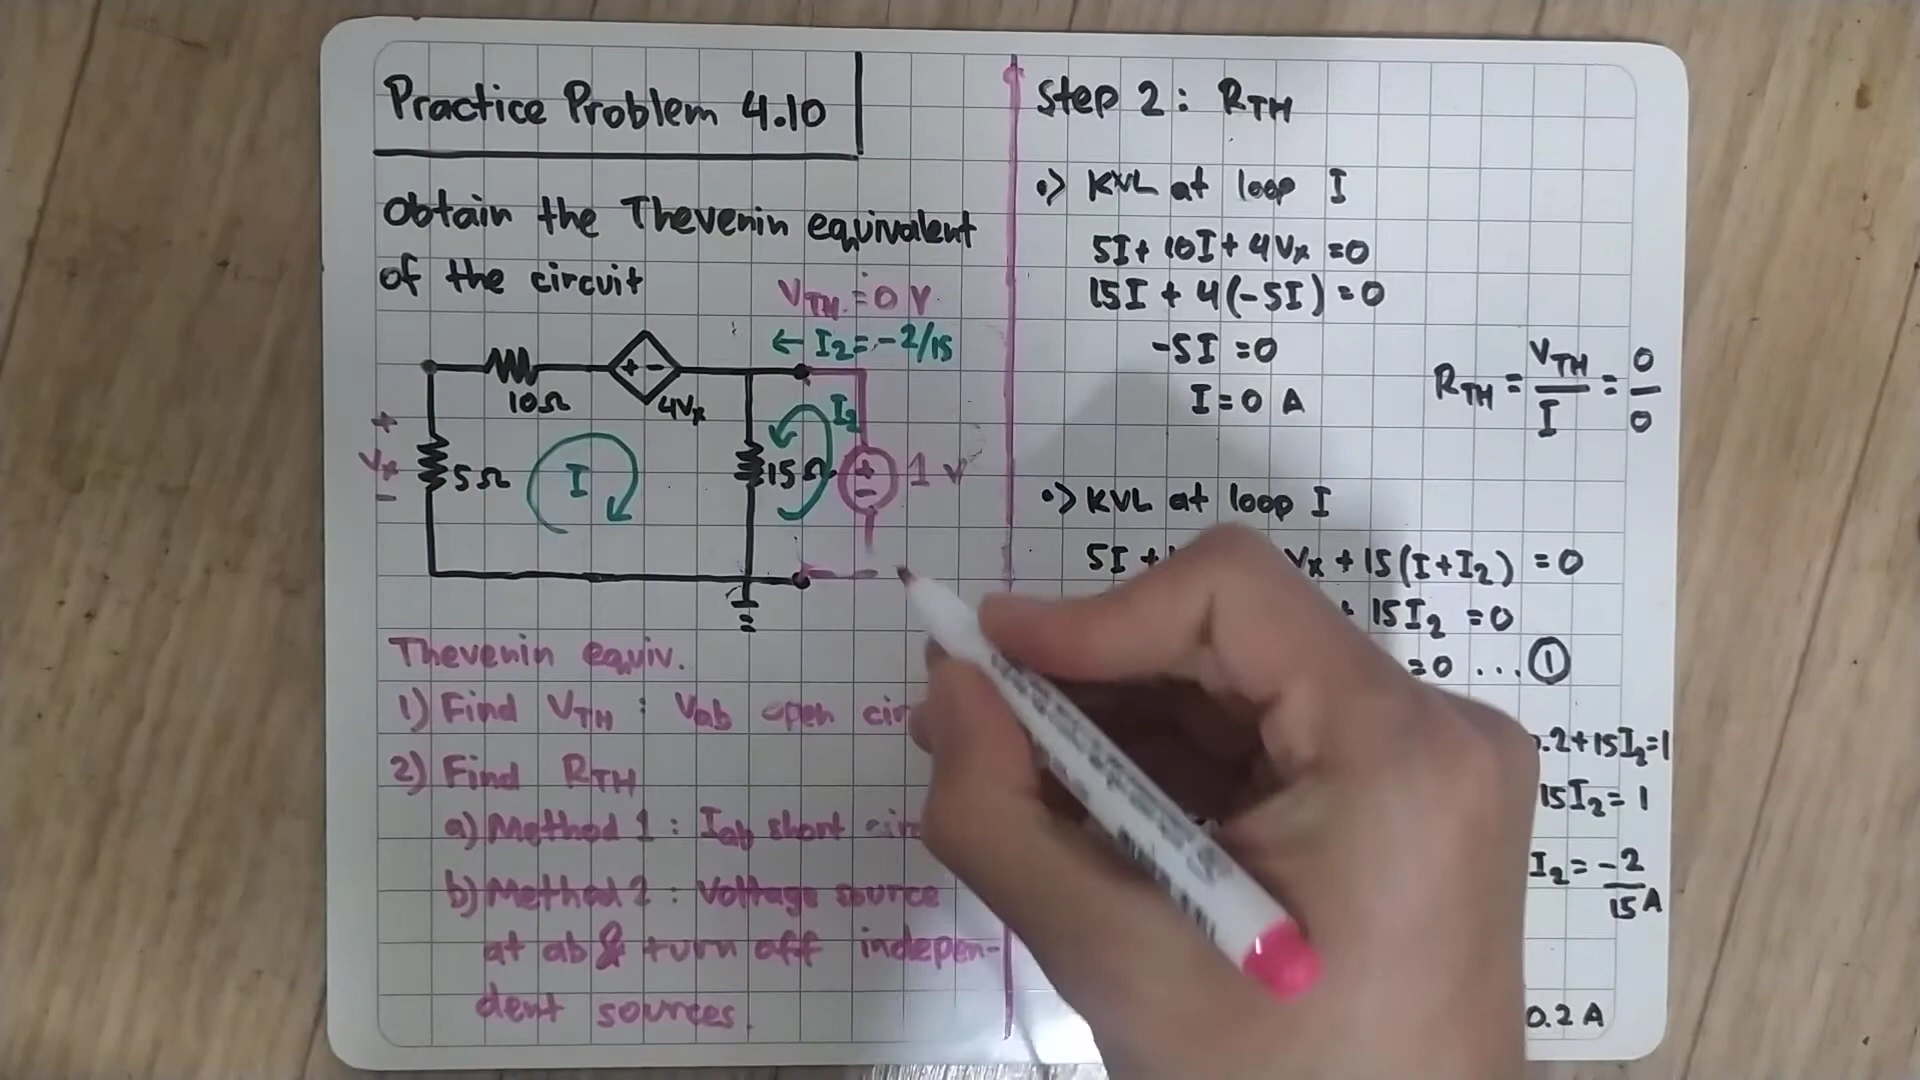 Practice Problem 4.10
Obtain the Thevenin equivalent
of the circuit
VTH = 0 V
← I2 = -2/15
10Ω
+ -
4Vx
+
Vx
-
5Ω
I
15Ω
I2
+
-
1 V
Thevenin equiv.
1) Find VTH : Vab open
2) Find RTH
a) Method 1 : Iab short
b) Method 2 : Voltage source
at ab & turn off indepen-
dent sources.
Step 2 : RTH
•> KVL at loop I
5I + 10I + 4Vx = 0
15I + 4(-5I) = 0
-5I = 0
I = 0 A
RTH = VTH/I = 0/0
•> KVL at loop I
5I + Vx + 15(I+I2) = 0
15I2 = 0
= 0 ... ①
.2 + 15I2 = 1
15I2 = 1
I2 = -2/15 A
0.2 A